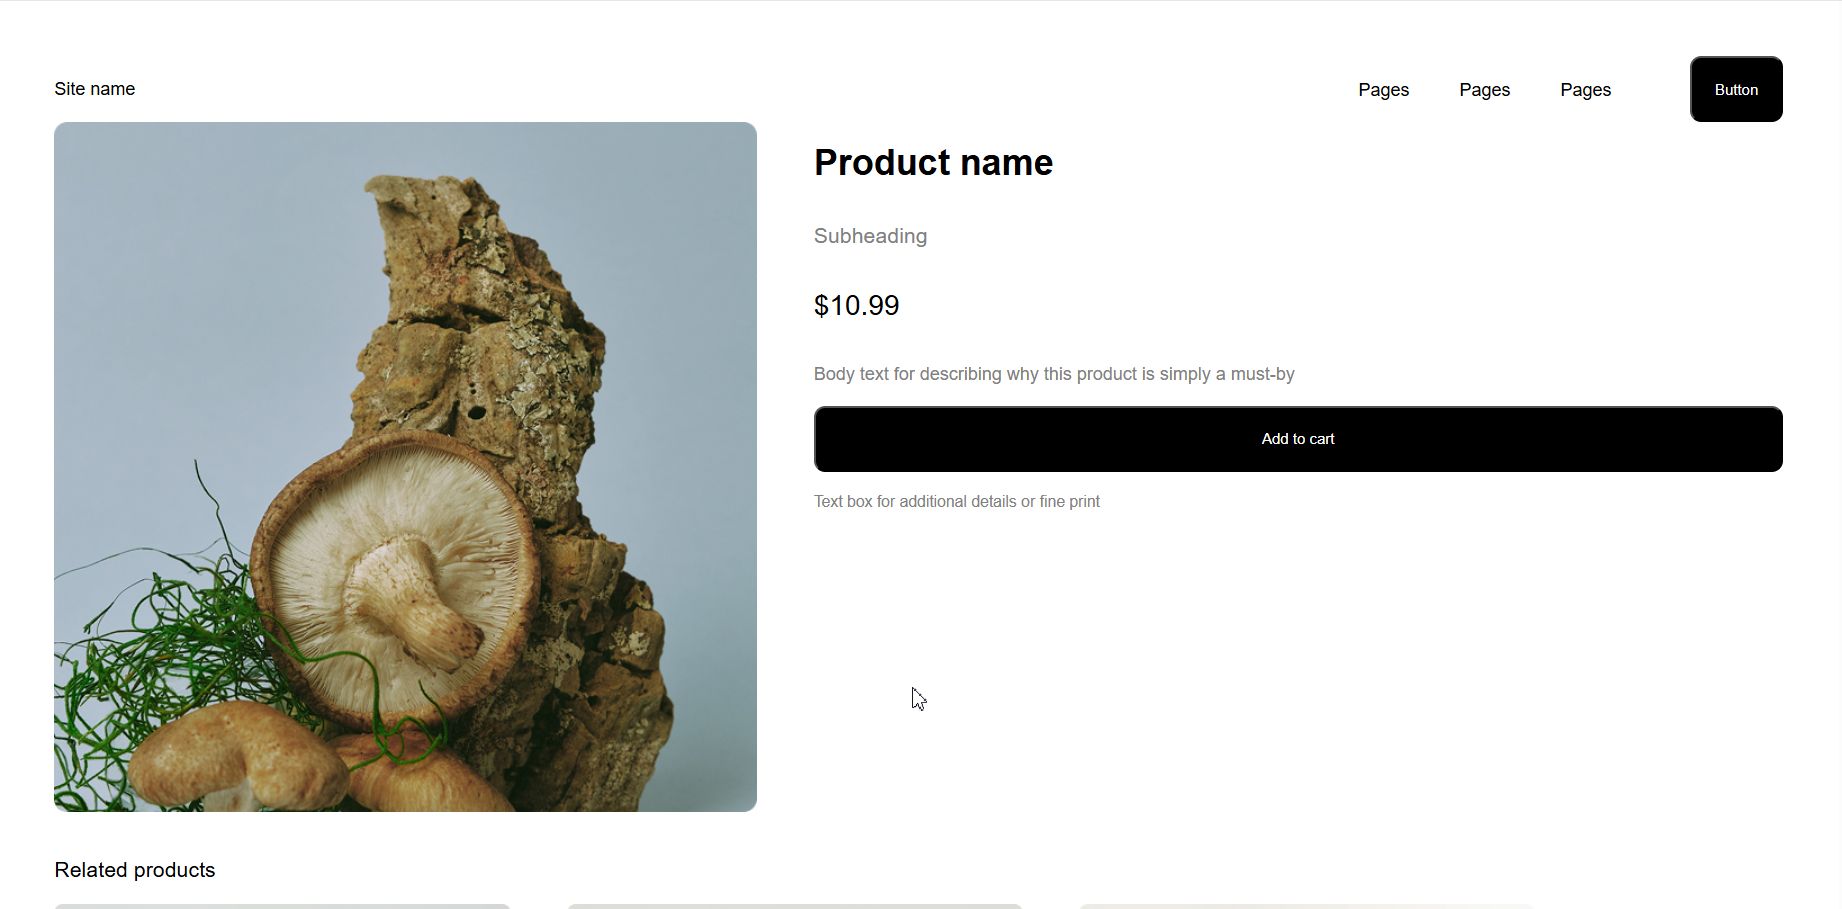 Site name
Pages Pages Pages Button
Product name
Subheading
$10.99
Body text for describing why this product is simply a must-by
Add to cart
Text box for additional details or fine print
Related products